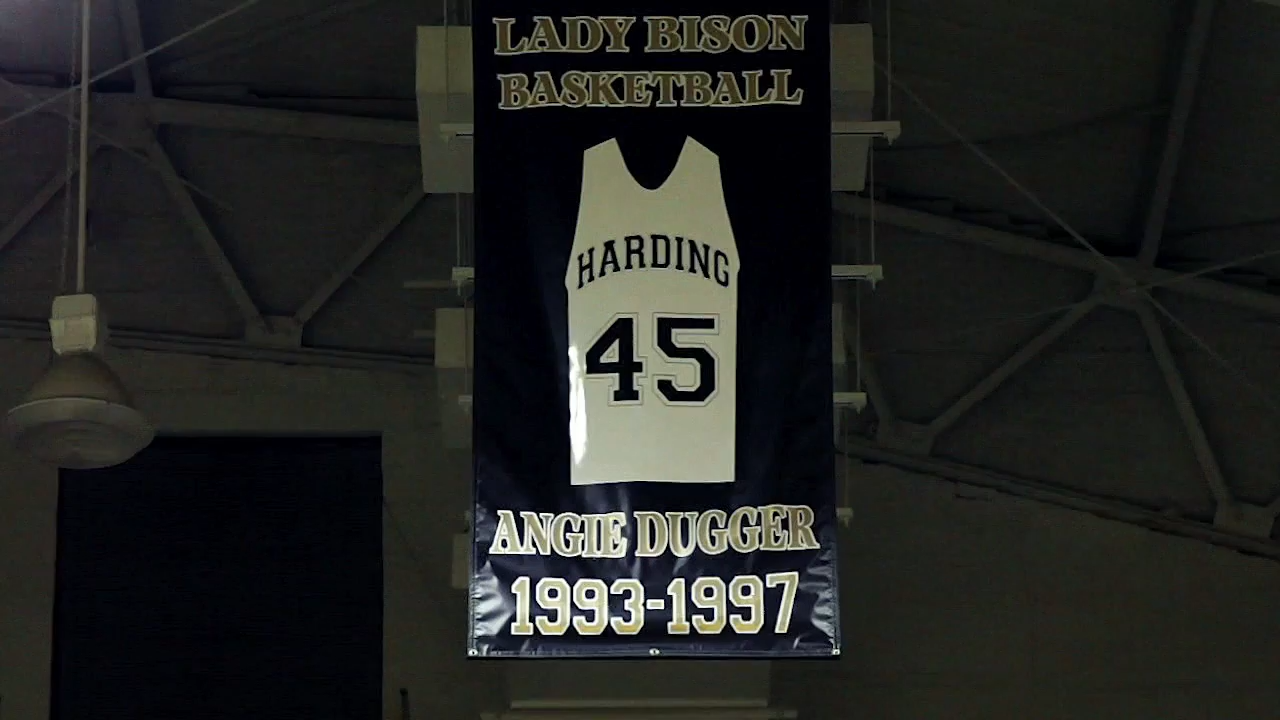 LADY BISON
BASKETBALL
HARDING
45
ANGIE DUGGER
1993-1997